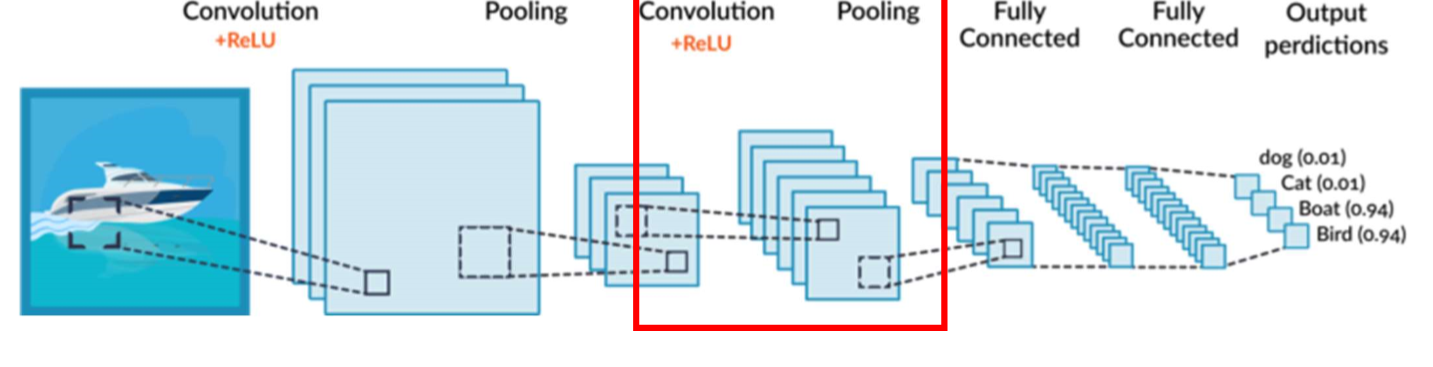 Convolution
+ReLU
Pooling
Convolution
+ReLU
Pooling
Fully
Connected
Fully
Connected
Output
perdictions
dog (0.01)
Cat (0.01)
Boat (0.94)
Bird (0.94)